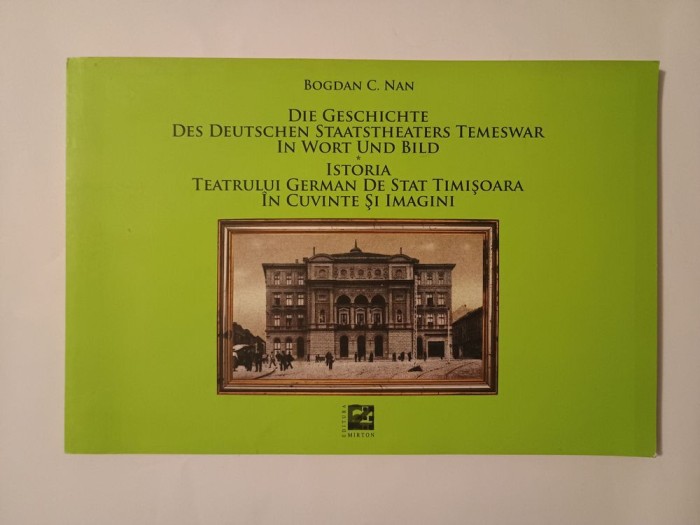 Bogdan C. Nan
Die Geschichte
Des Deutschen Staatstheaters Temeswar
In Wort Und Bild
*
Istoria
Teatrului German De Stat Timişoara
În Cuvinte Şi Imagini
EDITURA
MIRTON